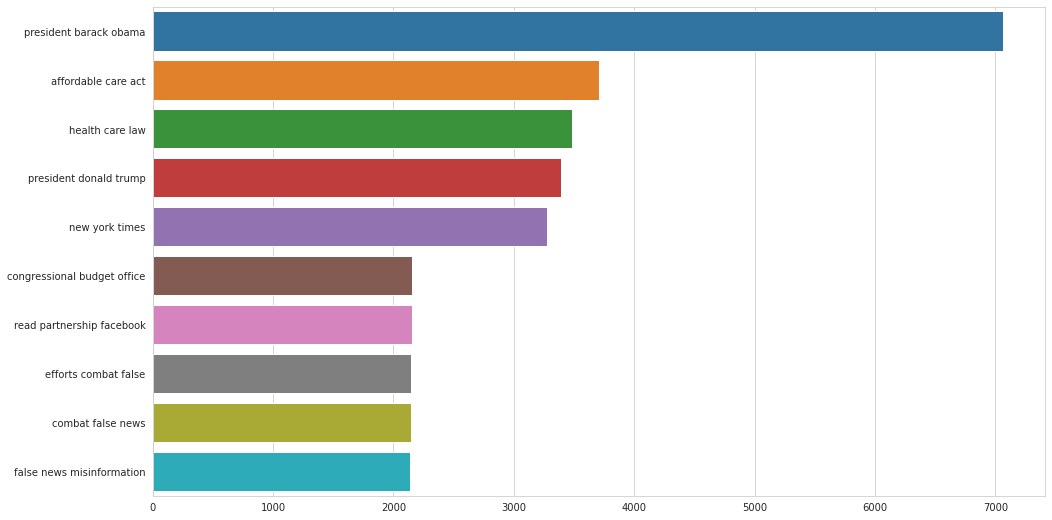 president barack obama
affordable care act
health care law
president donald trump
new york times
congressional budget office
read partnership facebook
efforts combat false
combat false news
false news misinformation
0 1000 2000 3000 4000 5000 6000 7000